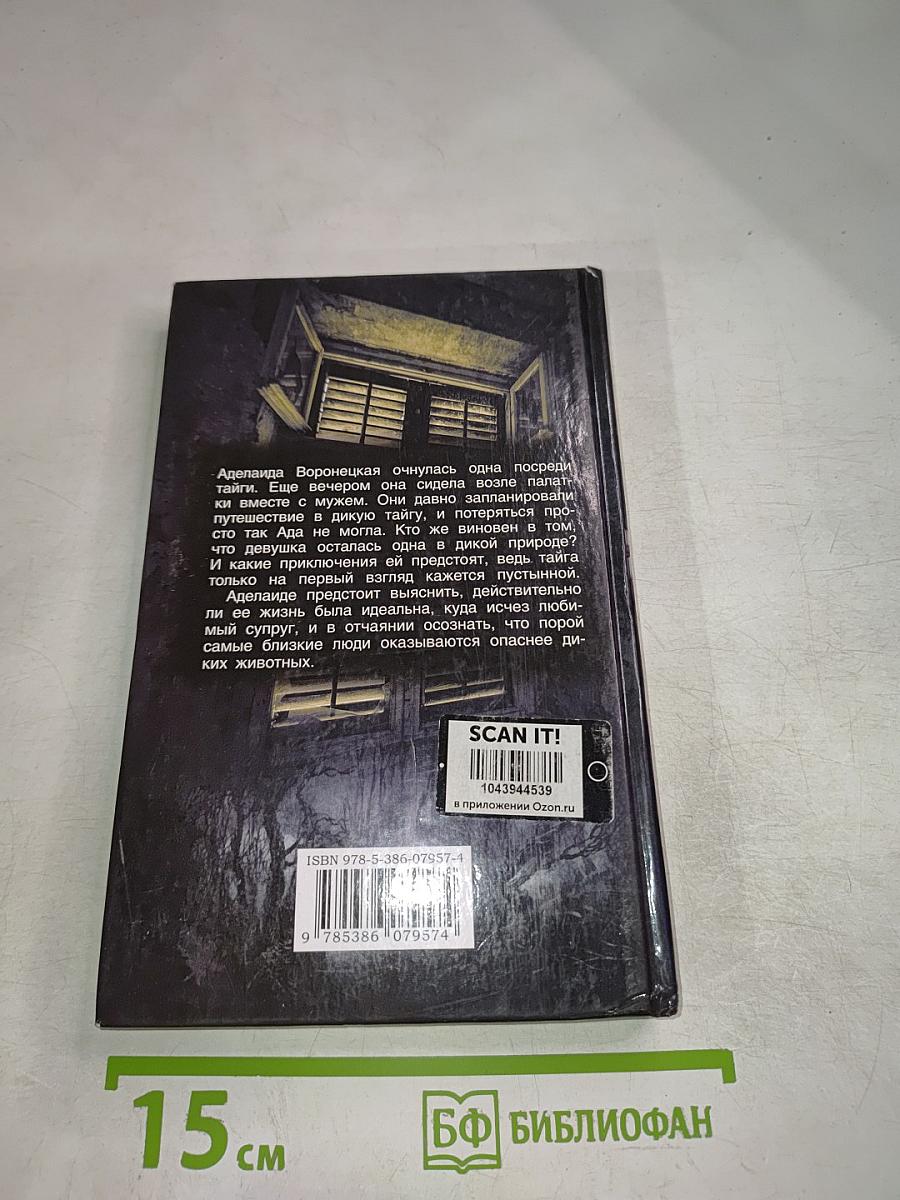 Аделаида Воронецкая очнулась одна посреди
тайги. Еще вечером она сидела возле палат-
ки вместе с мужем. Они давно запланировали
путешествие в дикую тайгу, и потеряться про-
сто так Ада не могла. Кто же виновен в том,
что девушка осталась одна в дикой природе?
И какие приключения ей предстоят, ведь тайга
только на первый взгляд кажется пустынной.
Аделаиде предстоит выяснить, действительно
ли ее жизнь была идеальна, куда исчез люби-
мый супруг, и в отчаянии осознать, что порой
самые близкие люди оказываются опаснее ди-
ких животных.
SCAN IT!
1043944539
в приложении Ozon.ru
ISBN 978-5-386-07957-4
9 785386 079574
15 см
БФ БИБЛИОФАН